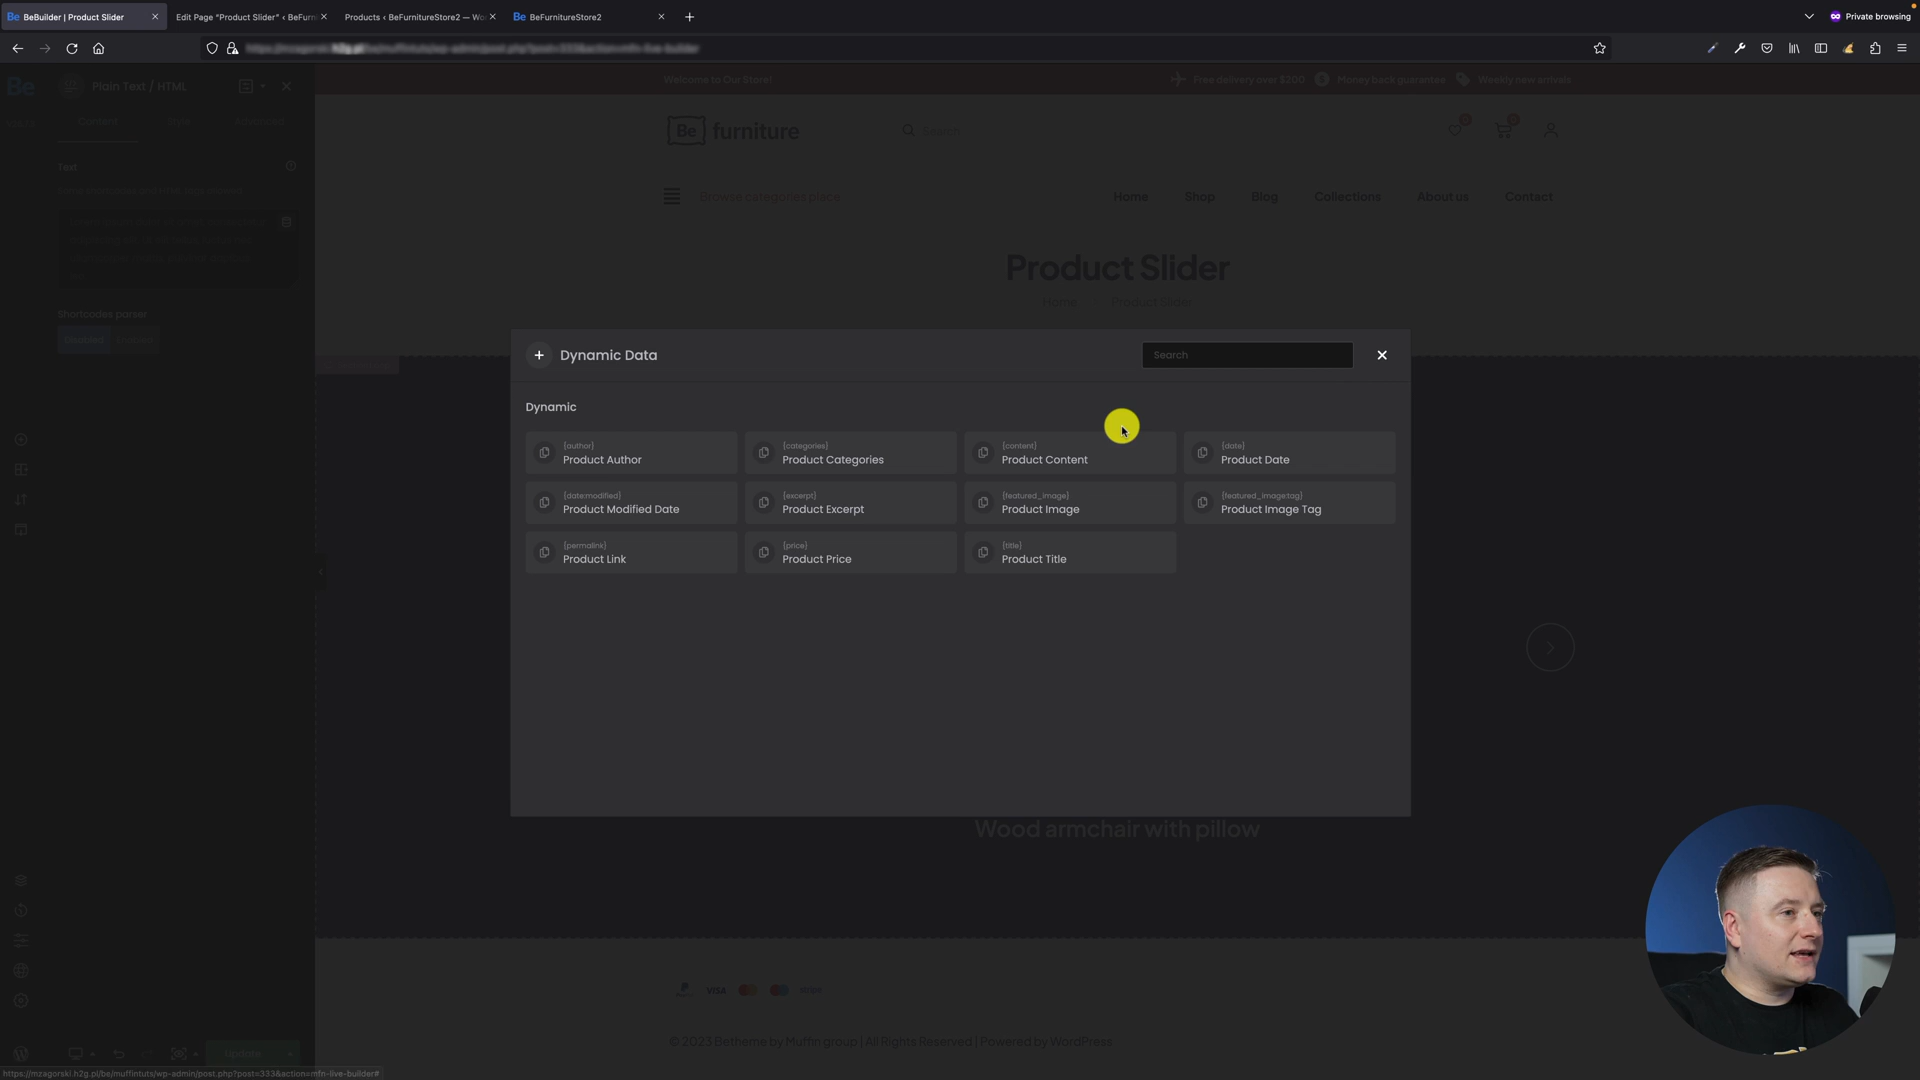 BeBuilder | Product Slider
Edit Page "Product Slider" ‹ BeFurn
Products ‹ BeFurnitureStore2 — Wo
BeFurnitureStore2
Private browsing
Plain Text / HTML
Content
Style
Advanced
Text
Shortcodes parser
Disabled
Enabled
Welcome to Our Store!
Free delivery over $200
Money back guarantee
Weekly new arrivals
Be furniture
Search
0
0
Browse categories place
Home
Shop
Blog
Collections
About us
Contact
Product Slider
Home
Product Slider
Dynamic Data
Search
Dynamic
{author}
Product Author
{categories}
Product Categories
{content}
Product Content
{date}
Product Date
{date:modified}
Product Modified Date
{excerpt}
Product Excerpt
{featured_image}
Product Image
{featured_image:tag}
Product Image Tag
{permalink}
Product Link
{price}
Product Price
{title}
Product Title
Wood armchair with pillow
VISA
stripe
© 2023 Betheme by Muffin group | All Rights Reserved | Powered by WordPress
Update
https://mzagorski.h2g.pl/be/muffintuts/wp-admin/post.php?post=333&action=mfn-live-builder#